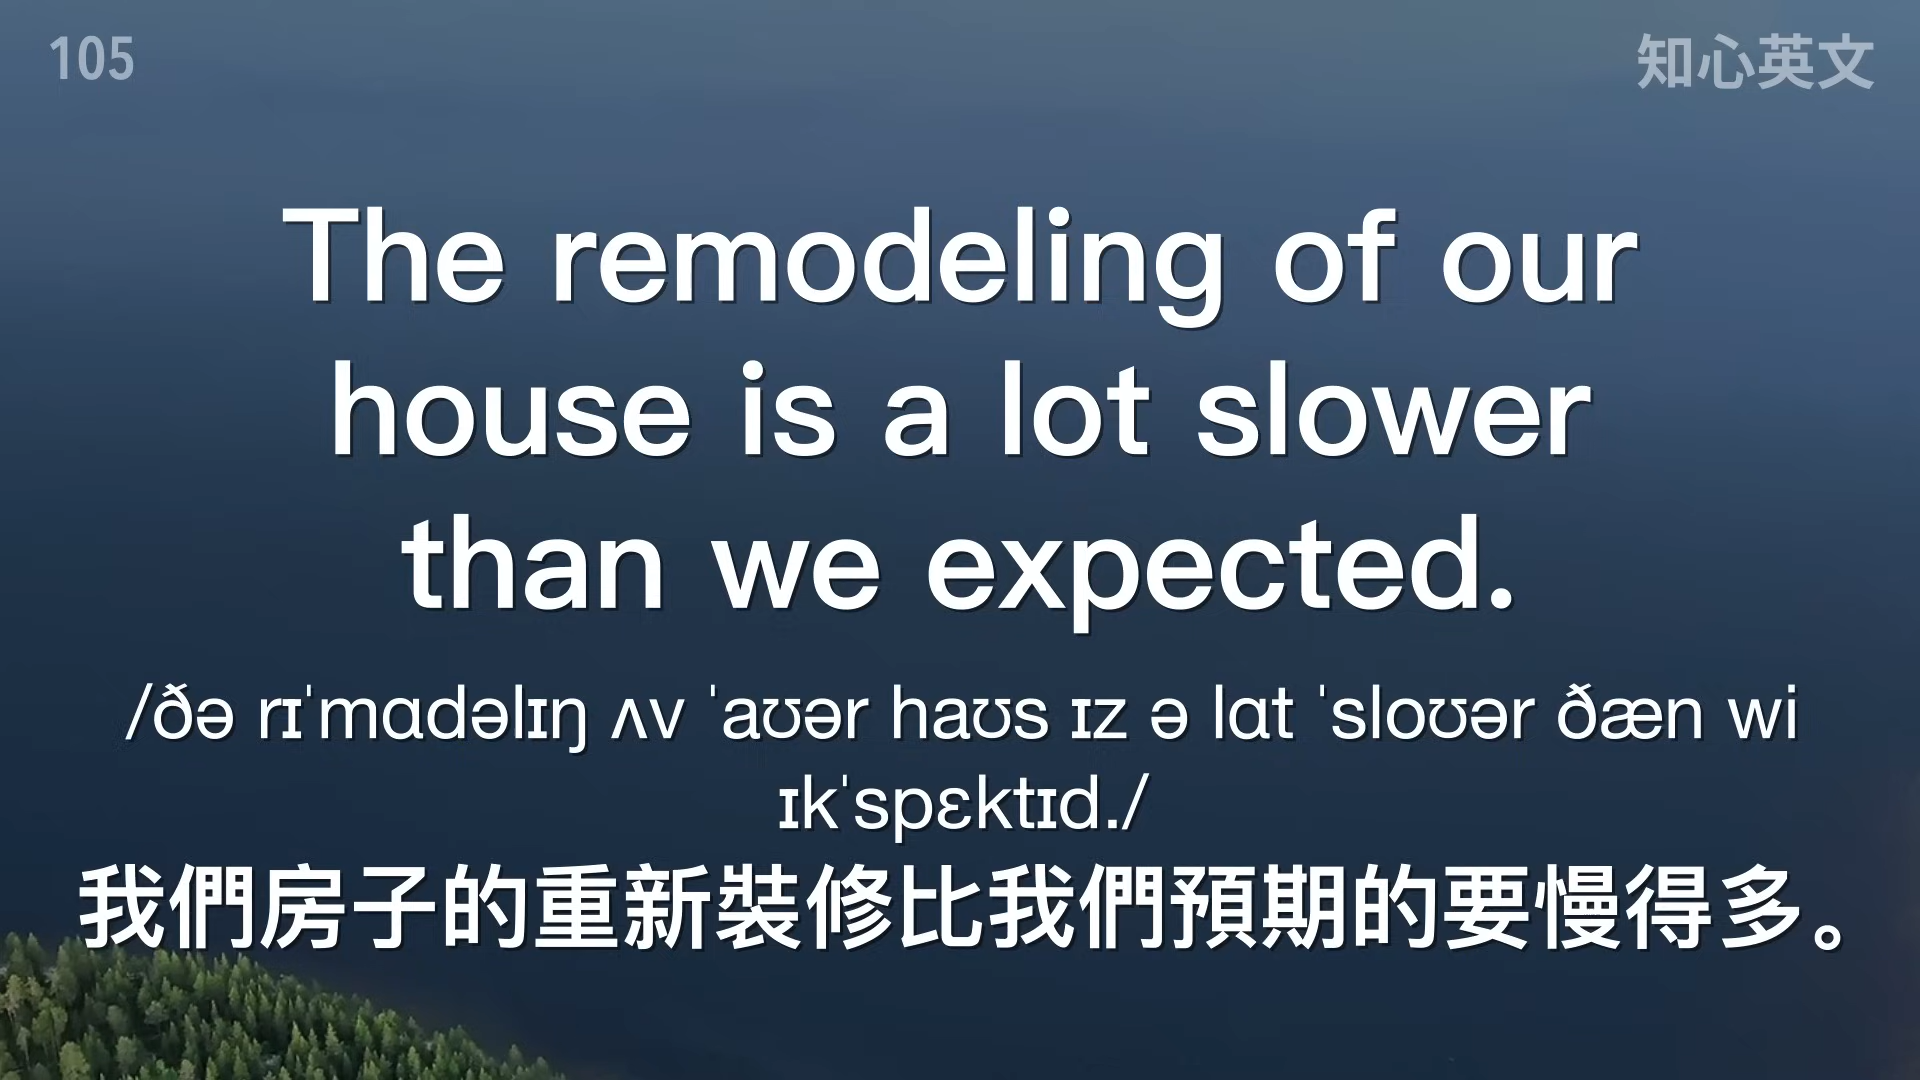 105
知心英文
The remodeling of our
house is a lot slower
than we expected.
/ðə rɪˈmɑdəlɪŋ ʌv ˈaʊər haʊs ɪz ə lɑt ˈsloʊər ðæn wi
ɪkˈspɛktɪd./
我們房子的重新裝修比我們預期的要慢得多。